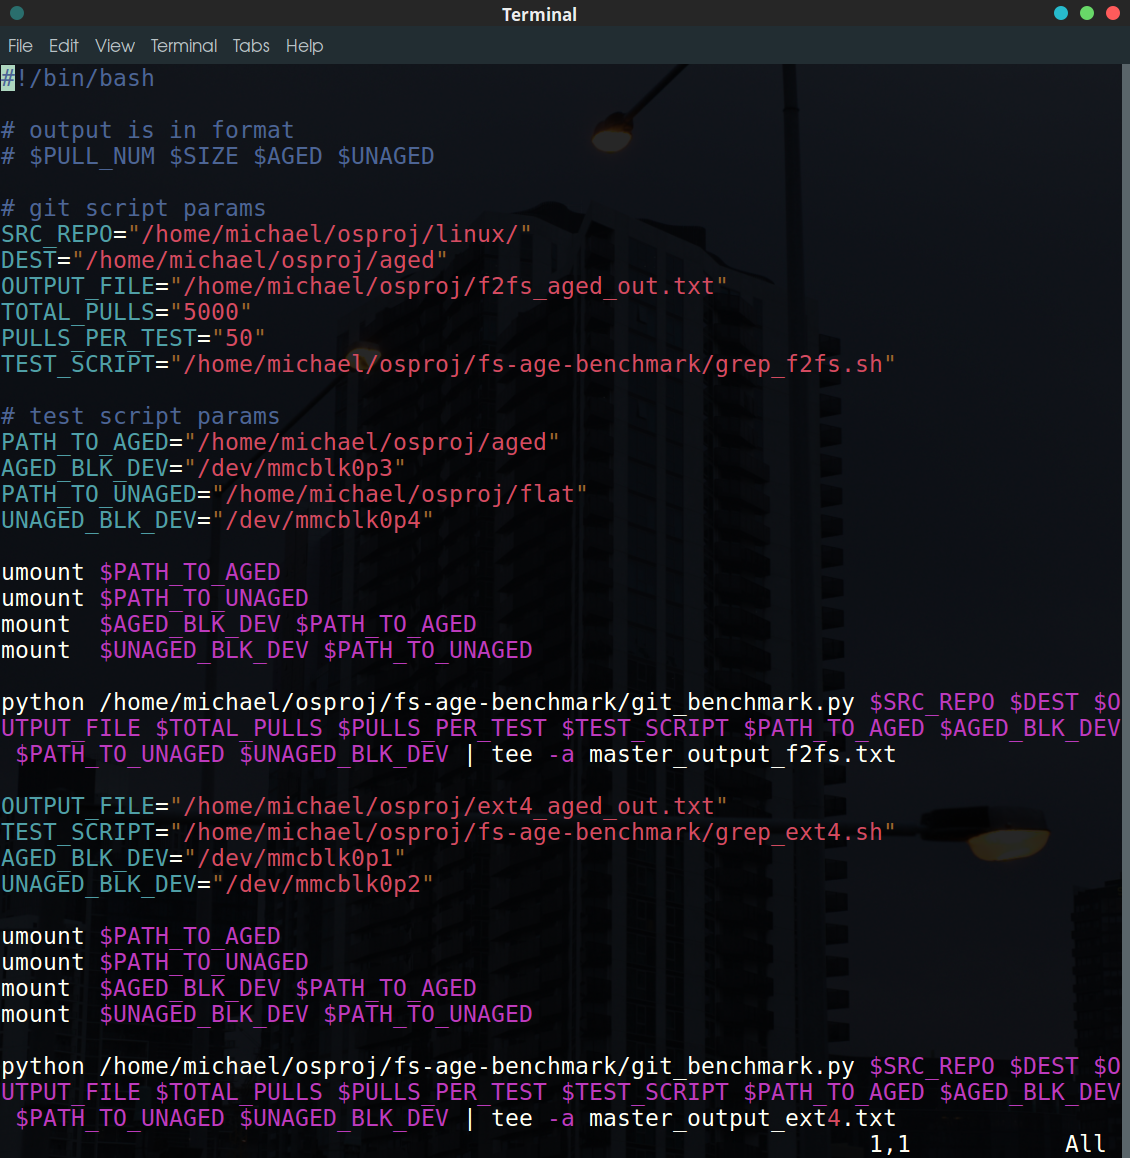 Terminal
File Edit View Terminal Tabs Help
#!/bin/bash
# output is in format
# $PULL_NUM $SIZE $AGED $UNAGED
# git script params
SRC_REPO="/home/michael/osproj/linux/"
DEST="/home/michael/osproj/aged"
OUTPUT_FILE="/home/michael/osproj/f2fs_aged_out.txt"
TOTAL_PULLS="5000"
PULLS_PER_TEST="50"
TEST_SCRIPT="/home/michael/osproj/fs-age-benchmark/grep_f2fs.sh"
# test script params
PATH_TO_AGED="/home/michael/osproj/aged"
AGED_BLK_DEV="/dev/mmcblk0p3"
PATH_TO_UNAGED="/home/michael/osproj/flat"
UNAGED_BLK_DEV="/dev/mmcblk0p4"
umount $PATH_TO_AGED
umount $PATH_TO_UNAGED
mount  $AGED_BLK_DEV $PATH_TO_AGED
mount  $UNAGED_BLK_DEV $PATH_TO_UNAGED
python /home/michael/osproj/fs-age-benchmark/git_benchmark.py $SRC_REPO $DEST $O
UTPUT_FILE $TOTAL_PULLS $PULLS_PER_TEST $TEST_SCRIPT $PATH_TO_AGED $AGED_BLK_DEV
 $PATH_TO_UNAGED $UNAGED_BLK_DEV | tee -a master_output_f2fs.txt
OUTPUT_FILE="/home/michael/osproj/ext4_aged_out.txt"
TEST_SCRIPT="/home/michael/osproj/fs-age-benchmark/grep_ext4.sh"
AGED_BLK_DEV="/dev/mmcblk0p1"
UNAGED_BLK_DEV="/dev/mmcblk0p2"
umount $PATH_TO_AGED
umount $PATH_TO_UNAGED
mount  $AGED_BLK_DEV $PATH_TO_AGED
mount  $UNAGED_BLK_DEV $PATH_TO_UNAGED
python /home/michael/osproj/fs-age-benchmark/git_benchmark.py $SRC_REPO $DEST $O
UTPUT_FILE $TOTAL_PULLS $PULLS_PER_TEST $TEST_SCRIPT $PATH_TO_AGED $AGED_BLK_DEV
 $PATH_TO_UNAGED $UNAGED_BLK_DEV | tee -a master_output_ext4.txt
1,1 All